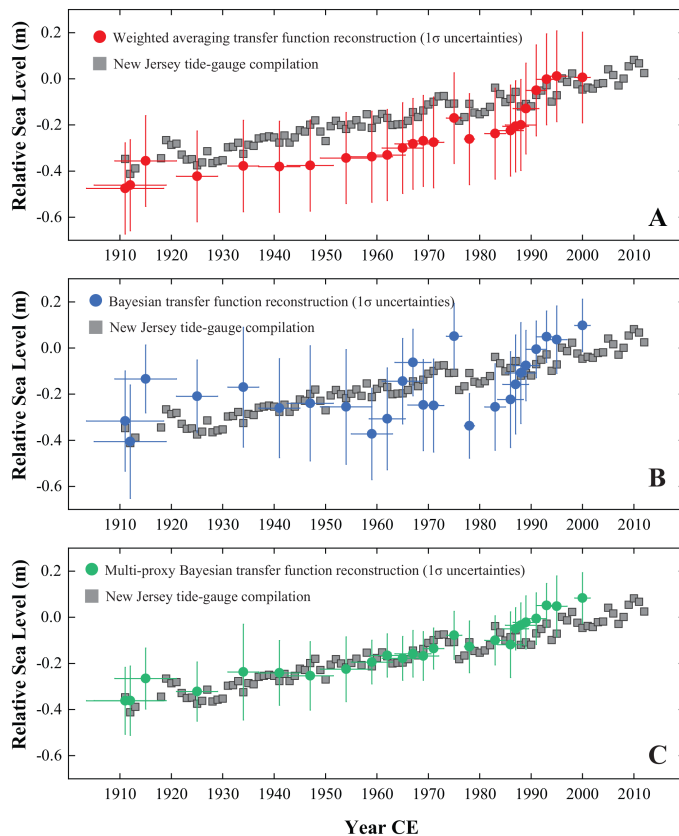 0.2
0.0
-0.2
-0.4
-0.6
Relative Sea Level (m)
Weighted averaging transfer function reconstruction (1σ uncertainties)
New Jersey tide-gauge compilation
A
1910 1920 1930 1940 1950 1960 1970 1980 1990 2000 2010
0.2
0.0
-0.2
-0.4
-0.6
Relative Sea Level (m)
Bayesian transfer function reconstruction (1σ uncertainties)
New Jersey tide-gauge compilation
B
1910 1920 1930 1940 1950 1960 1970 1980 1990 2000 2010
0.2
0.0
-0.2
-0.4
-0.6
Relative Sea Level (m)
Multi-proxy Bayesian transfer function reconstruction (1σ uncertainties)
New Jersey tide-gauge compilation
C
1910 1920 1930 1940 1950 1960 1970 1980 1990 2000 2010
Year CE